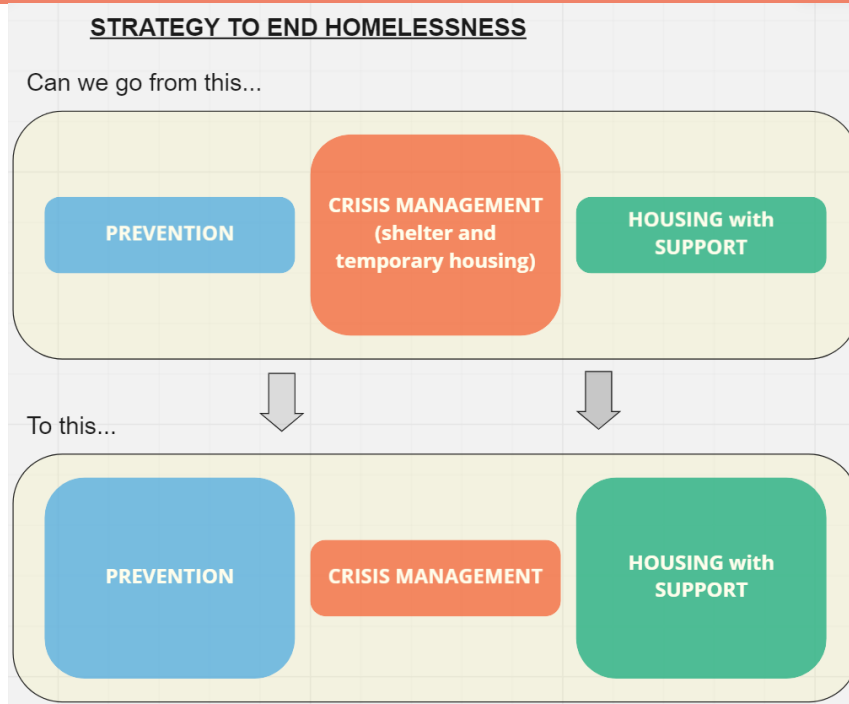 STRATEGY TO END HOMELESSNESS
Can we go from this...
PREVENTION
CRISIS MANAGEMENT
(shelter and
temporary housing)
HOUSING with
SUPPORT
To this...
PREVENTION
CRISIS MANAGEMENT
HOUSING with
SUPPORT